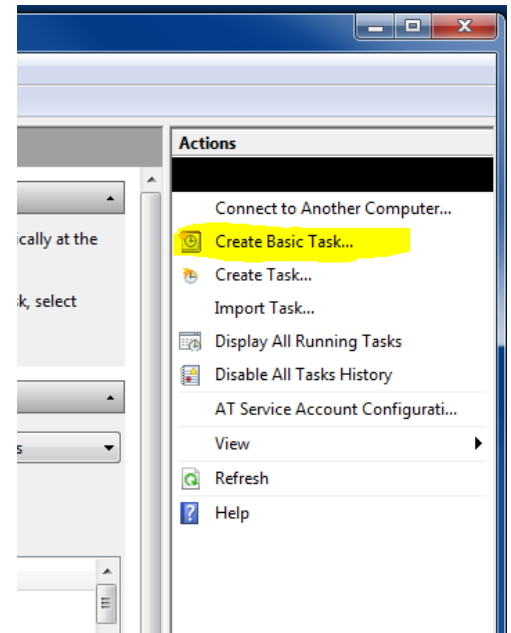 Actions
Connect to Another Computer...
ically at the
Create Basic Task...
Create Task...
sk, select
Import Task...
Display All Running Tasks
Disable All Tasks History
AT Service Account Configurati...
s
View
Refresh
Help